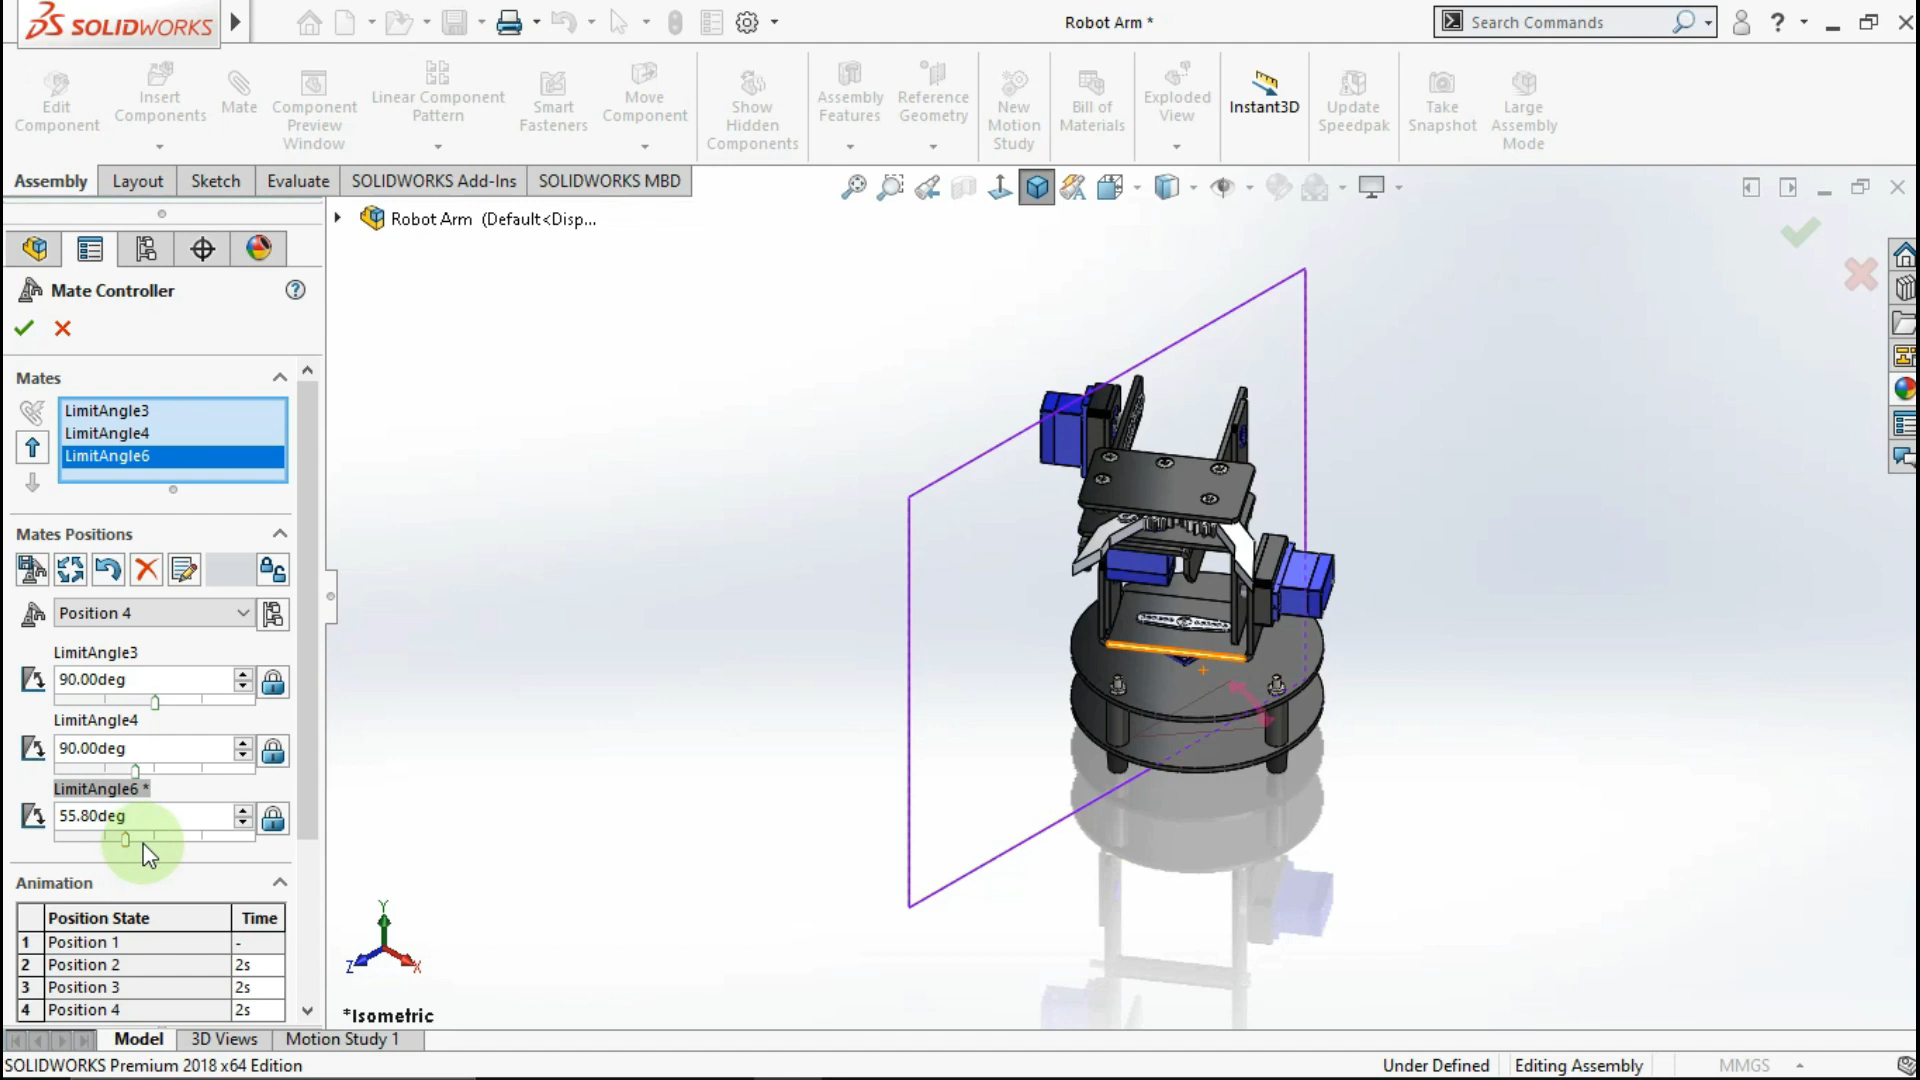 SOLIDWORKS
Robot Arm *
Search Commands
?
Edit Component
Insert Components
Mate
Component Preview Window
Linear Component Pattern
Smart Fasteners
Move Component
Show Hidden Components
Assembly Features
Reference Geometry
New Motion Study
Bill of Materials
Exploded View
Instant3D
Update Speedpak
Take Snapshot
Large Assembly Mode
Assembly
Layout
Sketch
Evaluate
SOLIDWORKS Add-Ins
SOLIDWORKS MBD
Robot Arm (Default<Disp...
Mate Controller
?
Mates
LimitAngle3
LimitAngle4
LimitAngle6
Mates Positions
Position 4
LimitAngle3
90.00deg
LimitAngle4
90.00deg
LimitAngle6 *
55.80deg
Animation
Position State Time
1 Position 1 -
2 Position 2 2s
3 Position 3 2s
4 Position 4 2s
Y
Z
X
*Isometric
Model
3D Views
Motion Study 1
SOLIDWORKS Premium 2018 x64 Edition
Under Defined
Editing Assembly
MMGS